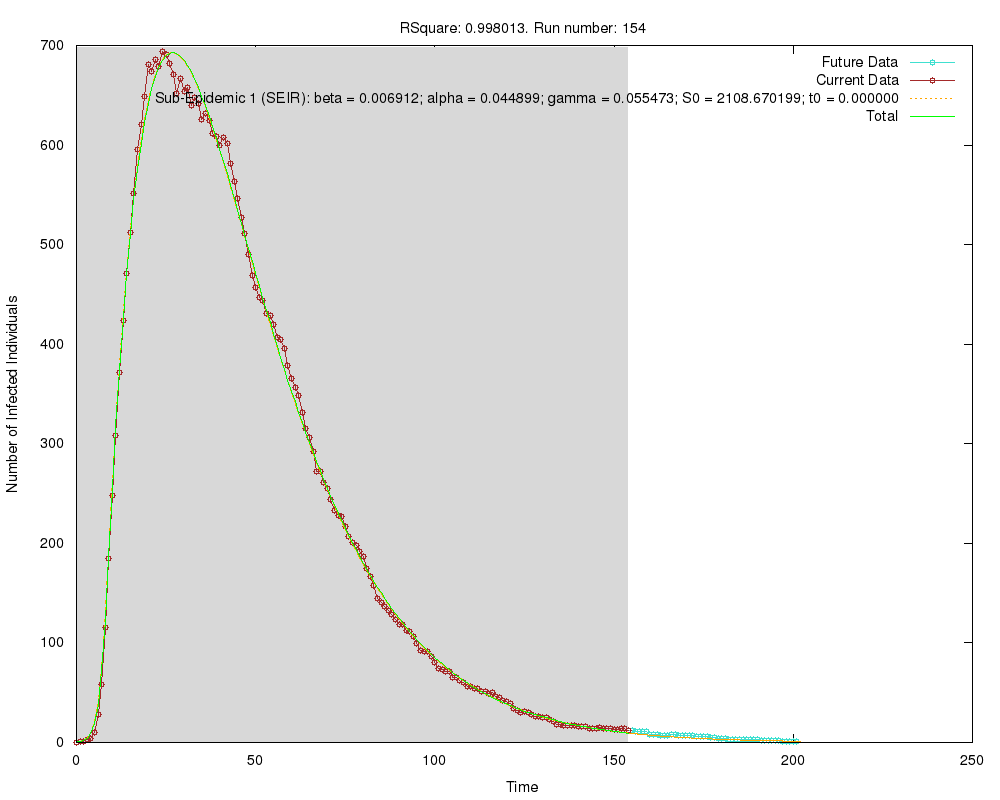 RSquare: 0.998013. Run number: 154
700
600
500
400
300
200
100
0
0 50 100 150 200 250
Number of Infected Individuals
Time
Future Data
Current Data
Sub-Epidemic 1 (SEIR): beta = 0.006912; alpha = 0.044899; gamma = 0.055473; S0 = 2108.670199; t0 = 0.000000
Total